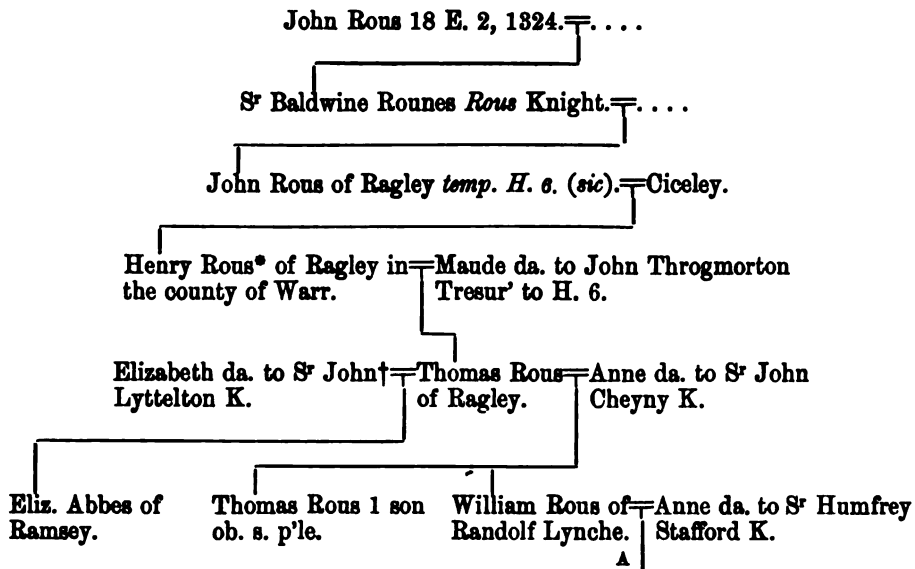 John Rous 18 E. 2, 1324.=. . . .
Sr Baldwine Rounes Rous Knight.=. . . .
John Rous of Ragley temp. H. 6. (sic).=Ciceley.
Henry Rous* of Ragley in=Maude da. to John Throgmorton
the county of Warr. Tresur' to H. 6.
Elizabeth da. to Sr John†=Thomas Rous=Anne da. to Sr John
Lyttelton K. of Ragley. Cheyny K.
Eliz. Abbes of Thomas Rous 1 son William Rous of=Anne da. to Sr Humfrey
Ramsey. ob. s. p'le. Randolf Lynche. Stafford K.
A